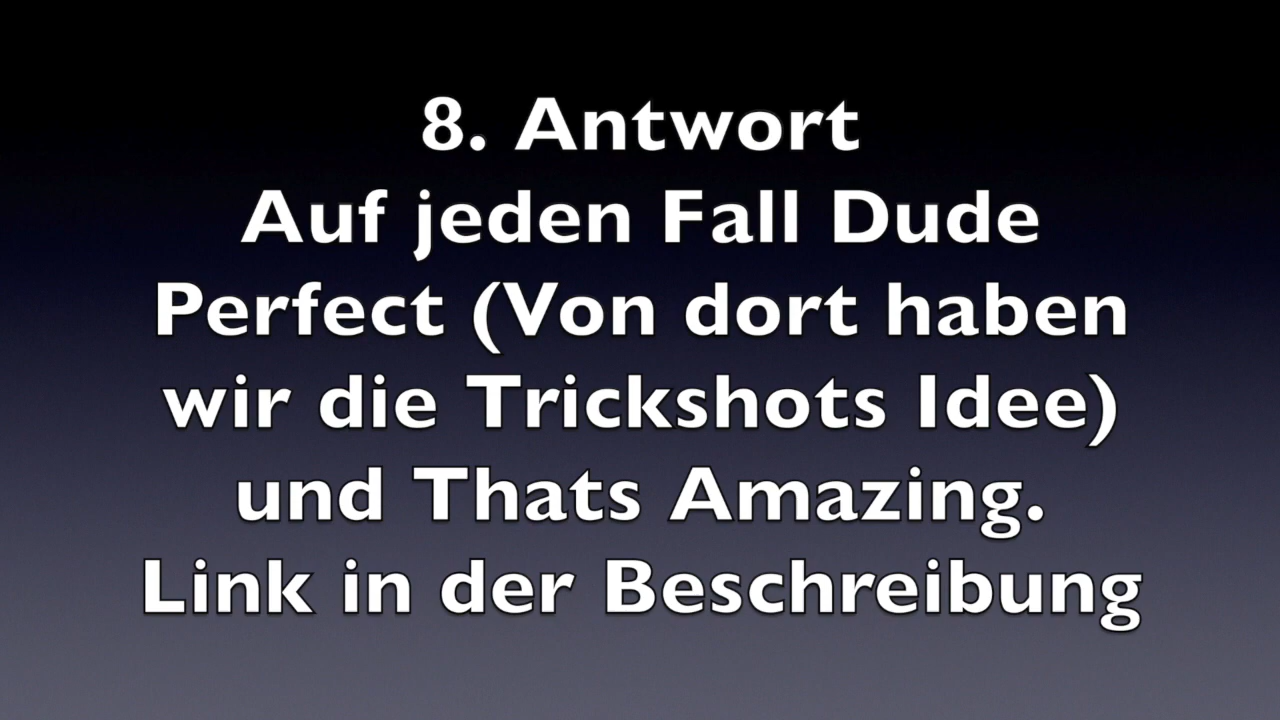 8. Antwort
Auf jeden Fall Dude
Perfect (Von dort haben
wir die Trickshots Idee)
und Thats Amazing.
Link in der Beschreibung